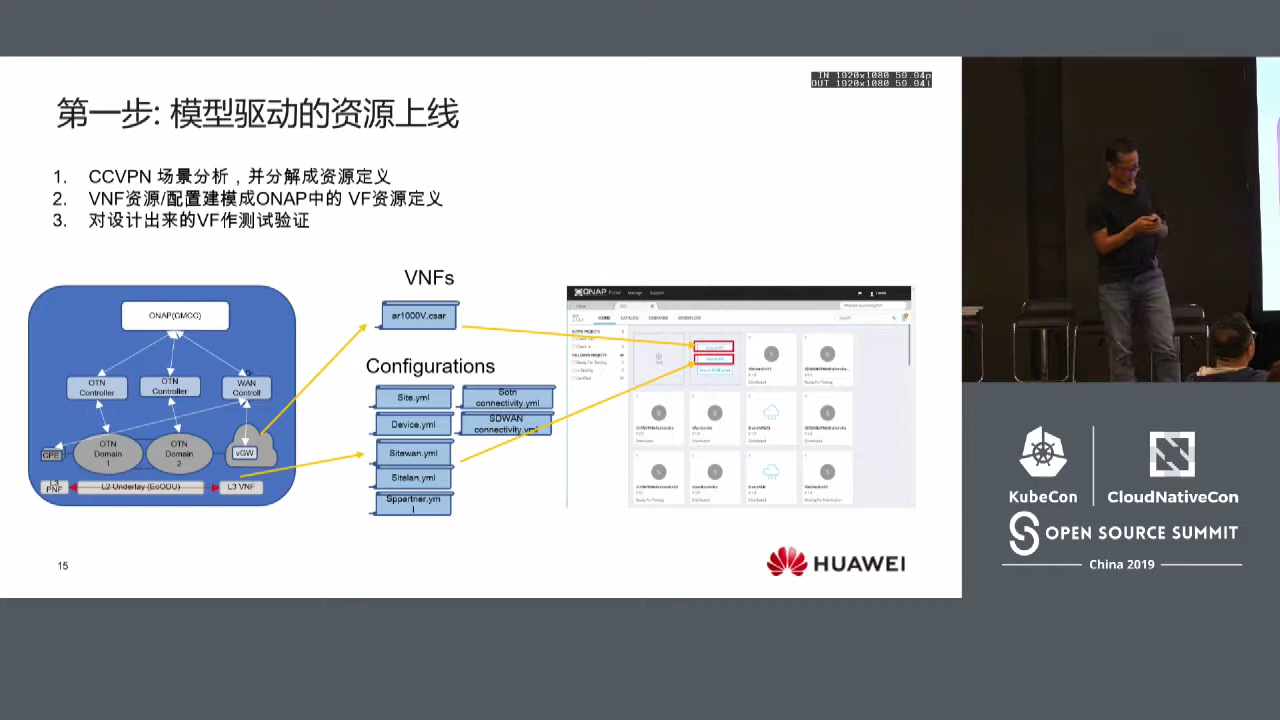 IN 1920x1080 59.94p
OUT 1920x1080 59.94i
第一步: 模型驱动的资源上线
1. CCVPN 场景分析，并分解成资源定义
2. VNF资源/配置建模成ONAP中的 VF资源定义
3. 对设计出来的VF作测试验证
VNFs
ar1000V.csar
Configurations
Site.yml
Sotn
connectivity.yml
Device.yml
SDWAN
connectivity.yml
Sitewan.yml
Sitelan.yml
Sppartner.ym
l
ONAP(CMCC)
OTN
Controller
OTN
Controller
WAN
Controll
CPE
OTN
Domain
1
OTN
Domain
2
vGW
L3
PNF
L2 Underlay (EoODU)
L3 VNF
ONAP Portal Manage Support
HOME CATALOG ONBOARD WORKFLOW
15
HUAWEI
KubeCon
CloudNativeCon
OPEN SOURCE SUMMIT
China 2019